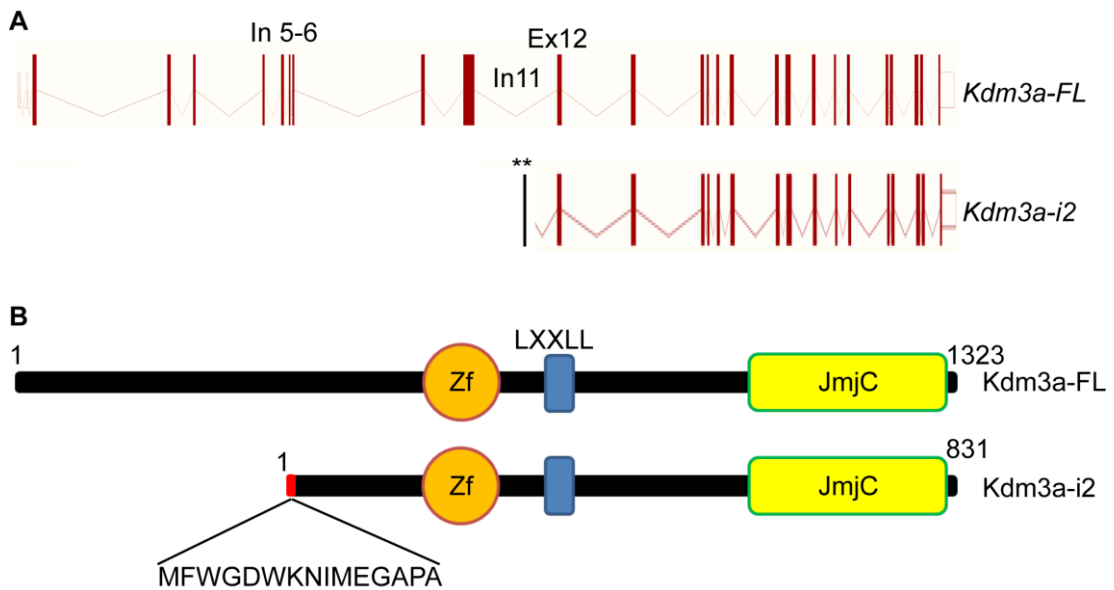 A
In 5-6
Ex12
In11
Kdm3a-FL
**
Kdm3a-i2
B
LXXLL
1
1323
Zf
JmjC
Kdm3a-FL
1
831
Zf
JmjC
Kdm3a-i2
MFWGDWKNIMEGAPA